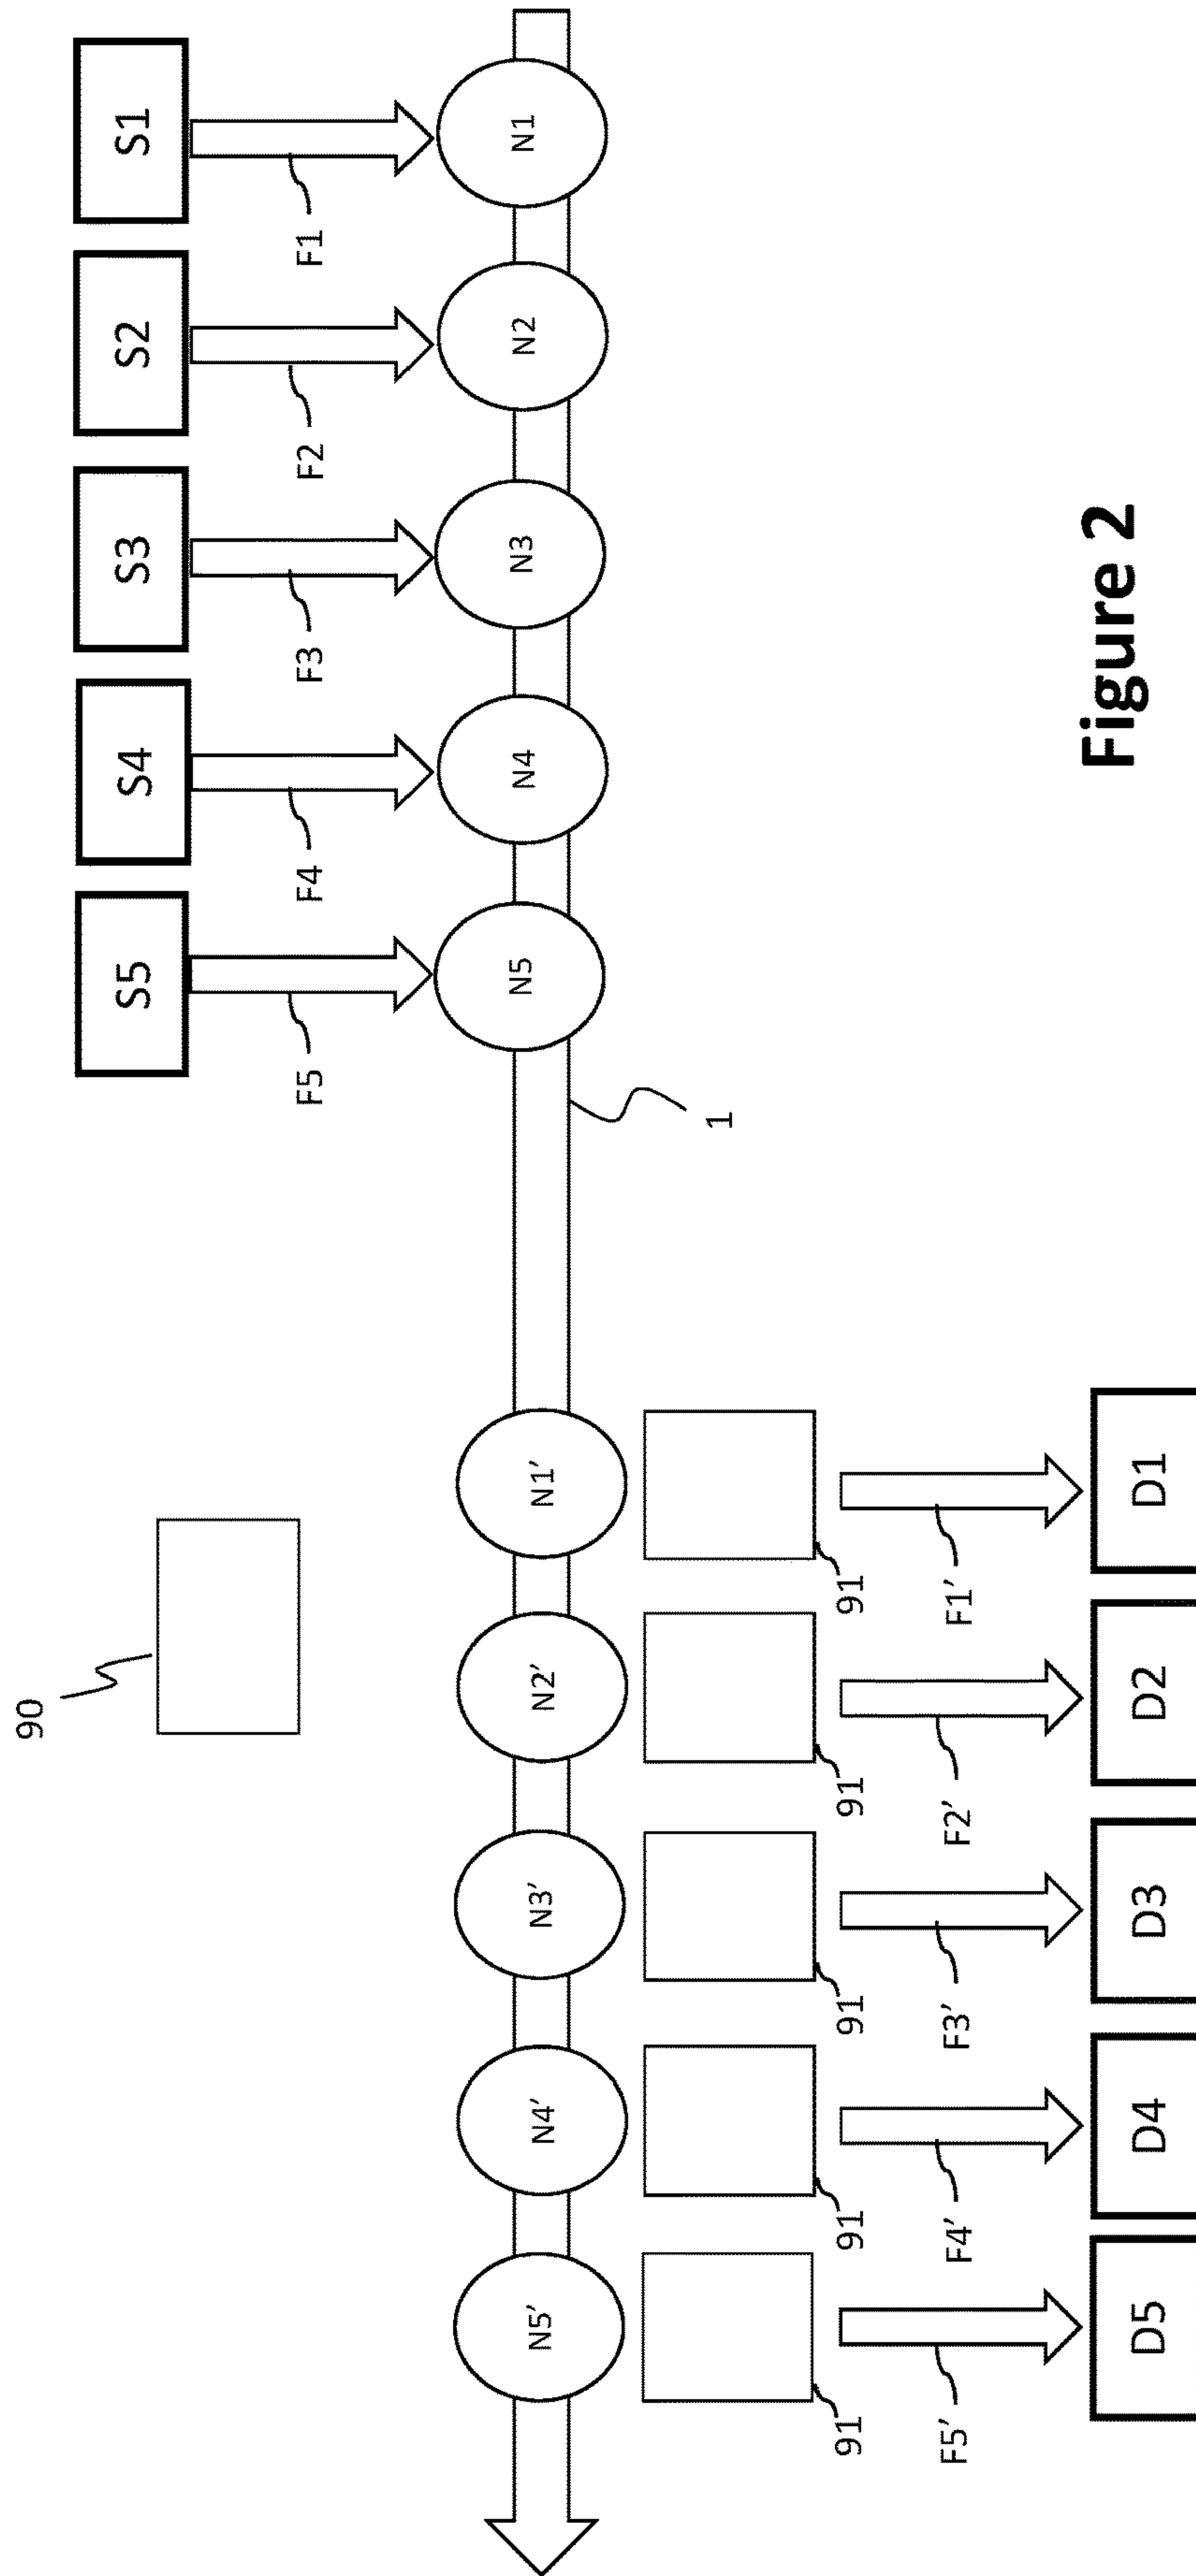 90
S5 S4 S3 S2 S1
F5 F4 F3 F2 F1
N5′ N4′ N3′ N2′ N1′ N5 N4 N3 N2 N1
1
91 91 91 91 91
F5′ F4′ F3′ F2′ F1′
D5 D4 D3 D2 D1
Figure 2